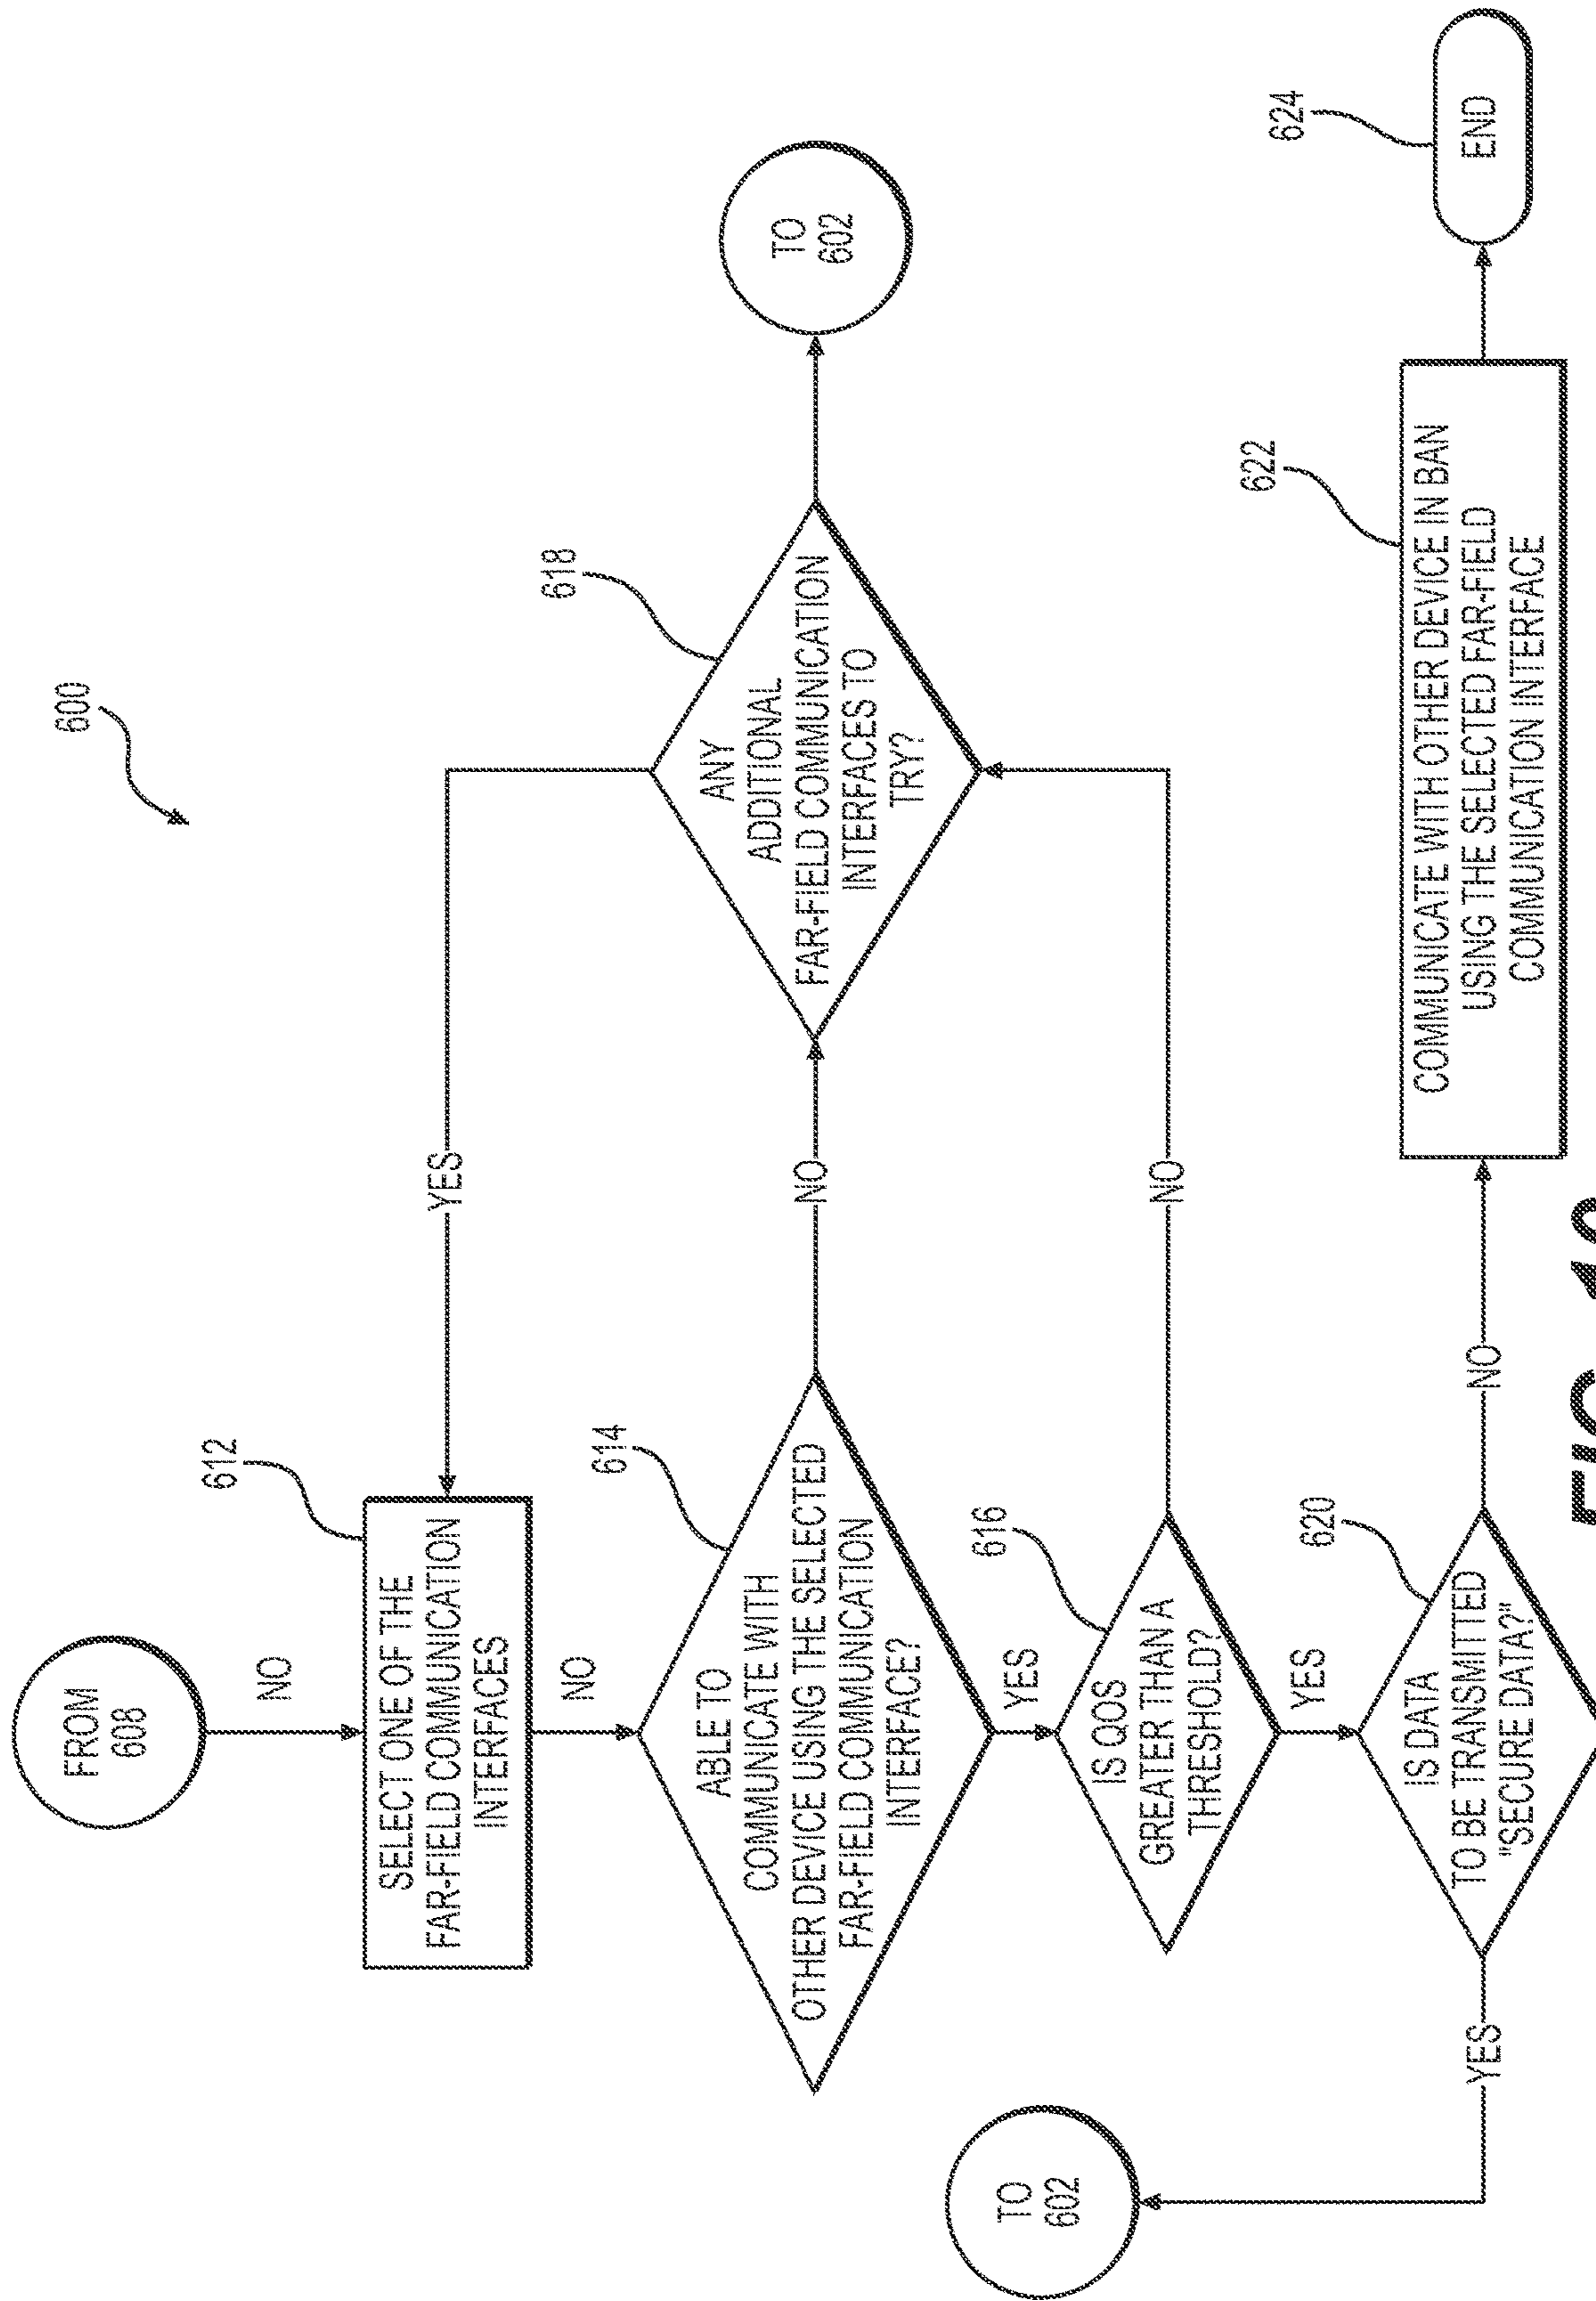 600
FROM
608
NO
612
SELECT ONE OF THE
FAR-FIELD COMMUNICATION
INTERFACES
YES
NO
614
ABLE TO
COMMUNICATE WITH
OTHER DEVICE USING THE SELECTED
FAR-FIELD COMMUNICATION
INTERFACE?
NO
618
ANY
ADDITIONAL
FAR-FIELD COMMUNICATION
INTERFACES TO
TRY?
TO
602
YES
616
IS QOS
GREATER THAN A
THRESHOLD?
NO
YES
TO
602
620
IS DATA
TO BE TRANSMITTED
"SECURE DATA?"
YES
NO
622
COMMUNICATE WITH OTHER DEVICE IN BAN
USING THE SELECTED FAR-FIELD
COMMUNICATION INTERFACE
624
END